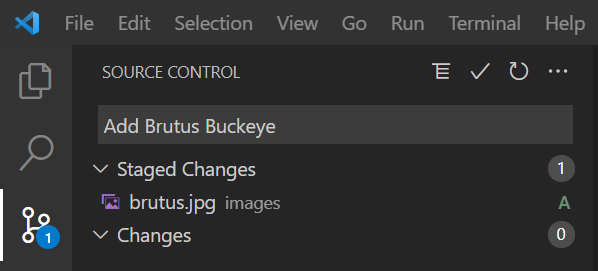 File Edit Selection View Go Run Terminal Help
SOURCE CONTROL
Add Brutus Buckeye
Staged Changes 1
brutus.jpg images A
1
Changes 0